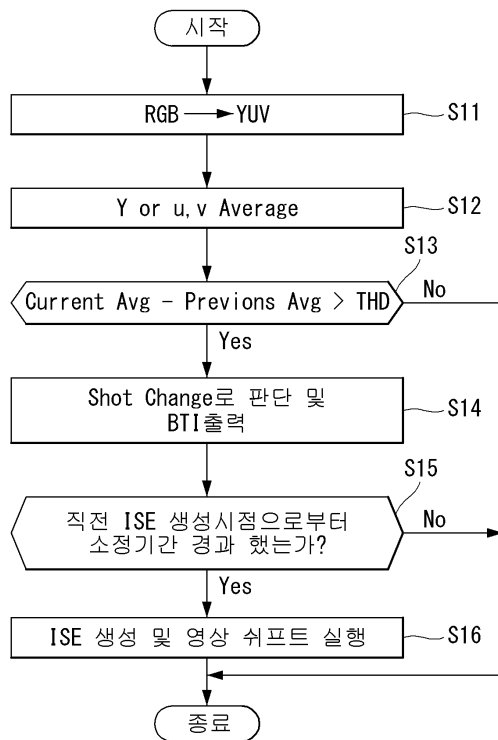 시작
RGB → YUV
S11
Y or u,v Average
S12
S13
Current Avg - Previons Avg > THD
No
Yes
Shot Change로 판단 및
BTI출력
S14
S15
직전 ISE 생성시점으로부터
소정기간 경과 했는가?
No
Yes
ISE 생성 및 영상 쉬프트 실행
S16
종료